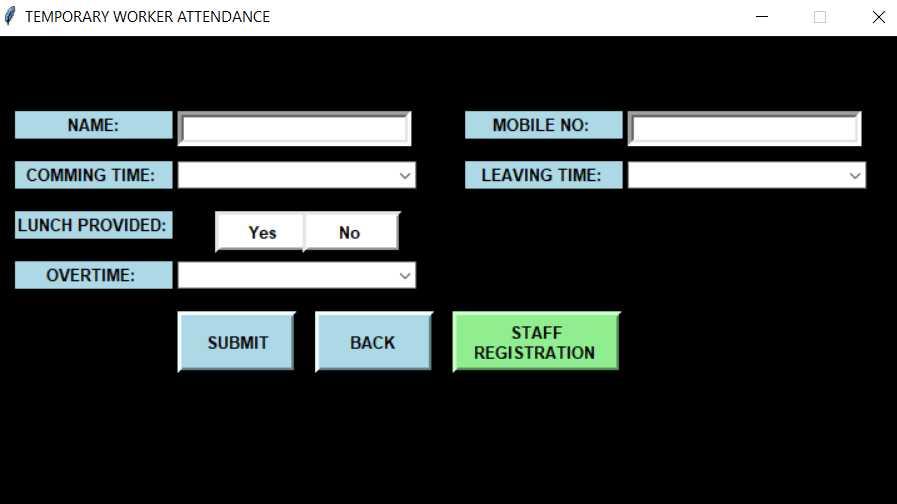 TEMPORARY WORKER ATTENDANCE
NAME:
MOBILE NO:
COMMING TIME:
LEAVING TIME:
LUNCH PROVIDED:
Yes
No
OVERTIME:
SUBMIT
BACK
STAFF
REGISTRATION